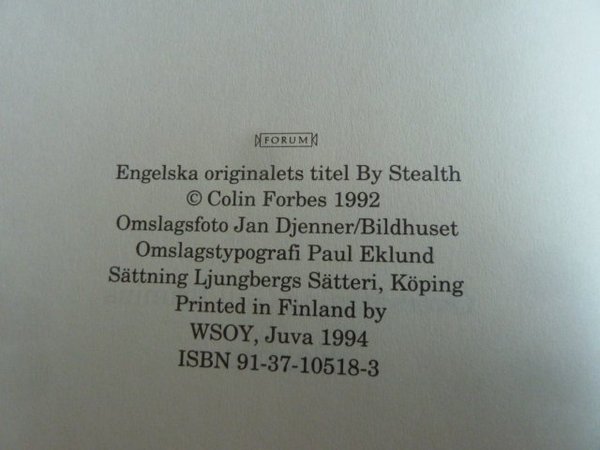 FORUM
Engelska originalets titel By Stealth
© Colin Forbes 1992
Omslagsfoto Jan Djenner/Bildhuset
Omslagstypografi Paul Eklund
Sättning Ljungbergs Sätteri, Köping
Printed in Finland by
WSOY, Juva 1994
ISBN 91-37-10518-3